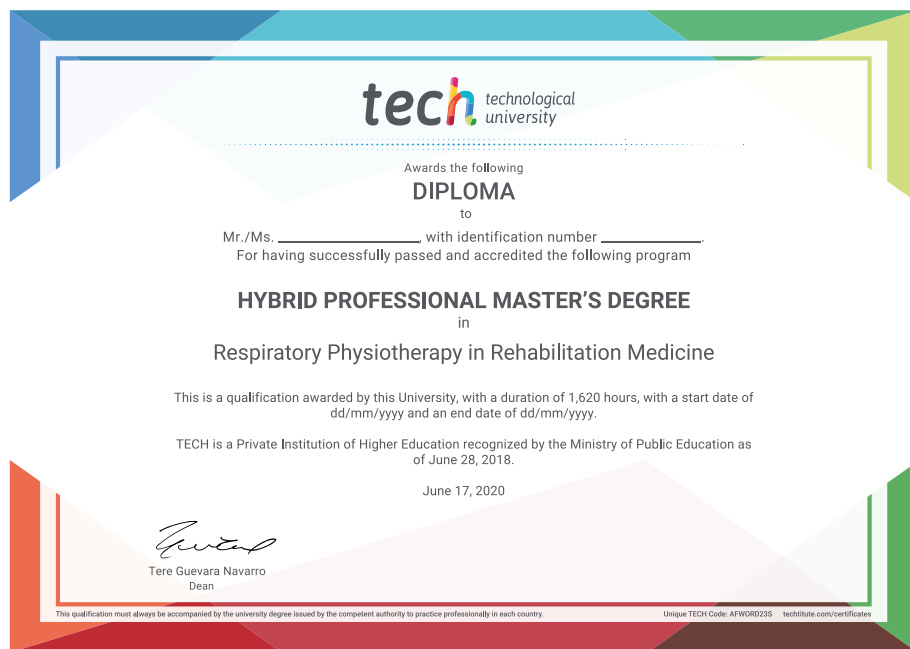 tech technological
university
Awards the following
DIPLOMA
to
Mr./Ms. ________________, with identification number ____________.
For having successfully passed and accredited the following program
HYBRID PROFESSIONAL MASTER'S DEGREE
in
Respiratory Physiotherapy in Rehabilitation Medicine
This is a qualification awarded by this University, with a duration of 1,620 hours, with a start date of
dd/mm/yyyy and an end date of dd/mm/yyyy.
TECH is a Private Institution of Higher Education recognized by the Ministry of Public Education as
of June 28, 2018.
June 17, 2020
Tere Guevara Navarro
Dean
This qualification must always be accompanied by the university degree issued by the competent authority to practice professionally in each country. Unique TECH Code: AFWORD23S techtitute.com/certificates